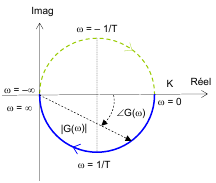 Imag
ω = − 1/T
K
Réel
ω = −∞
ω = ∞
ω = 0
∠G(ω)
|G(ω)|
ω = 1/T